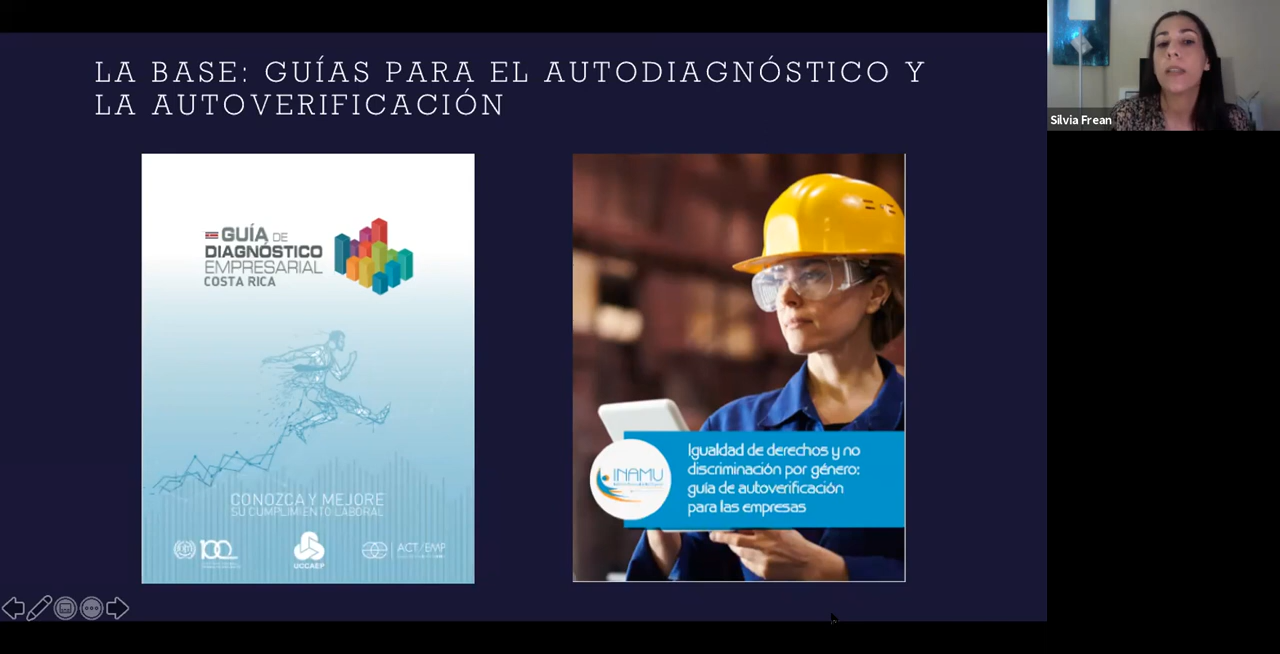 LA BASE: GUÍAS PARA EL AUTODIAGNÓSTICO Y
LA AUTOVERIFICACIÓN
Silvia Frean
GUÍA DE
DIAGNÓSTICO
EMPRESARIAL
COSTA RICA
CONOZCA Y MEJORE
SU CUMPLIMIENTO LABORAL
100
UCCAEP
ACT/EMP
INAMU
Igualdad de derechos y no
discriminación por género:
guía de autoverificación
para las empresas